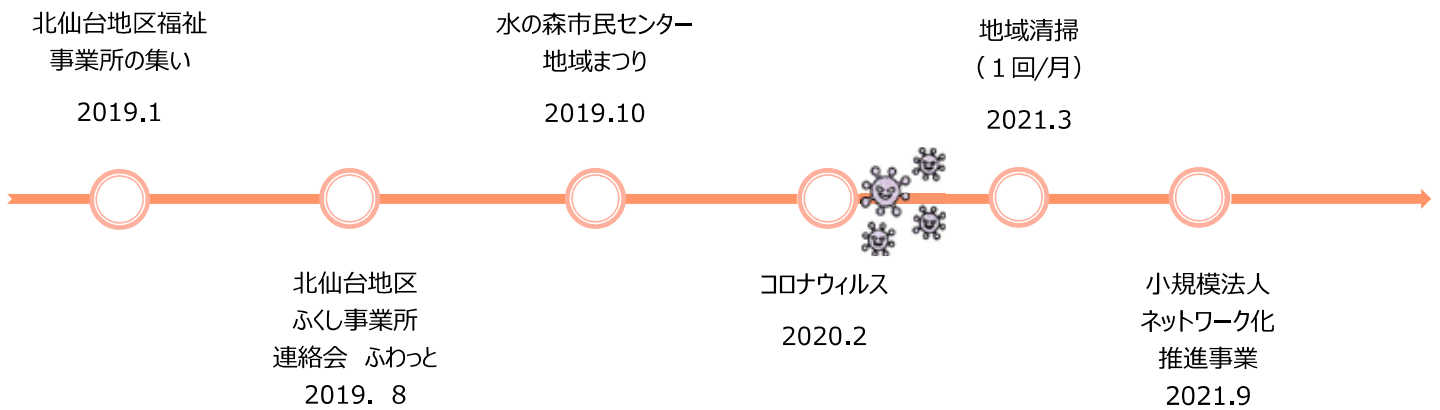 北仙台地区福祉
事業所の集い
2019.1
水の森市民センター
地域まつり
2019.10
地域清掃
(１回/月)
2021.3
北仙台地区
ふくし事業所
連絡会　ふわっと
2019. 8
コロナウィルス
2020.2
小規模法人
ネットワーク化
推進事業
2021.9